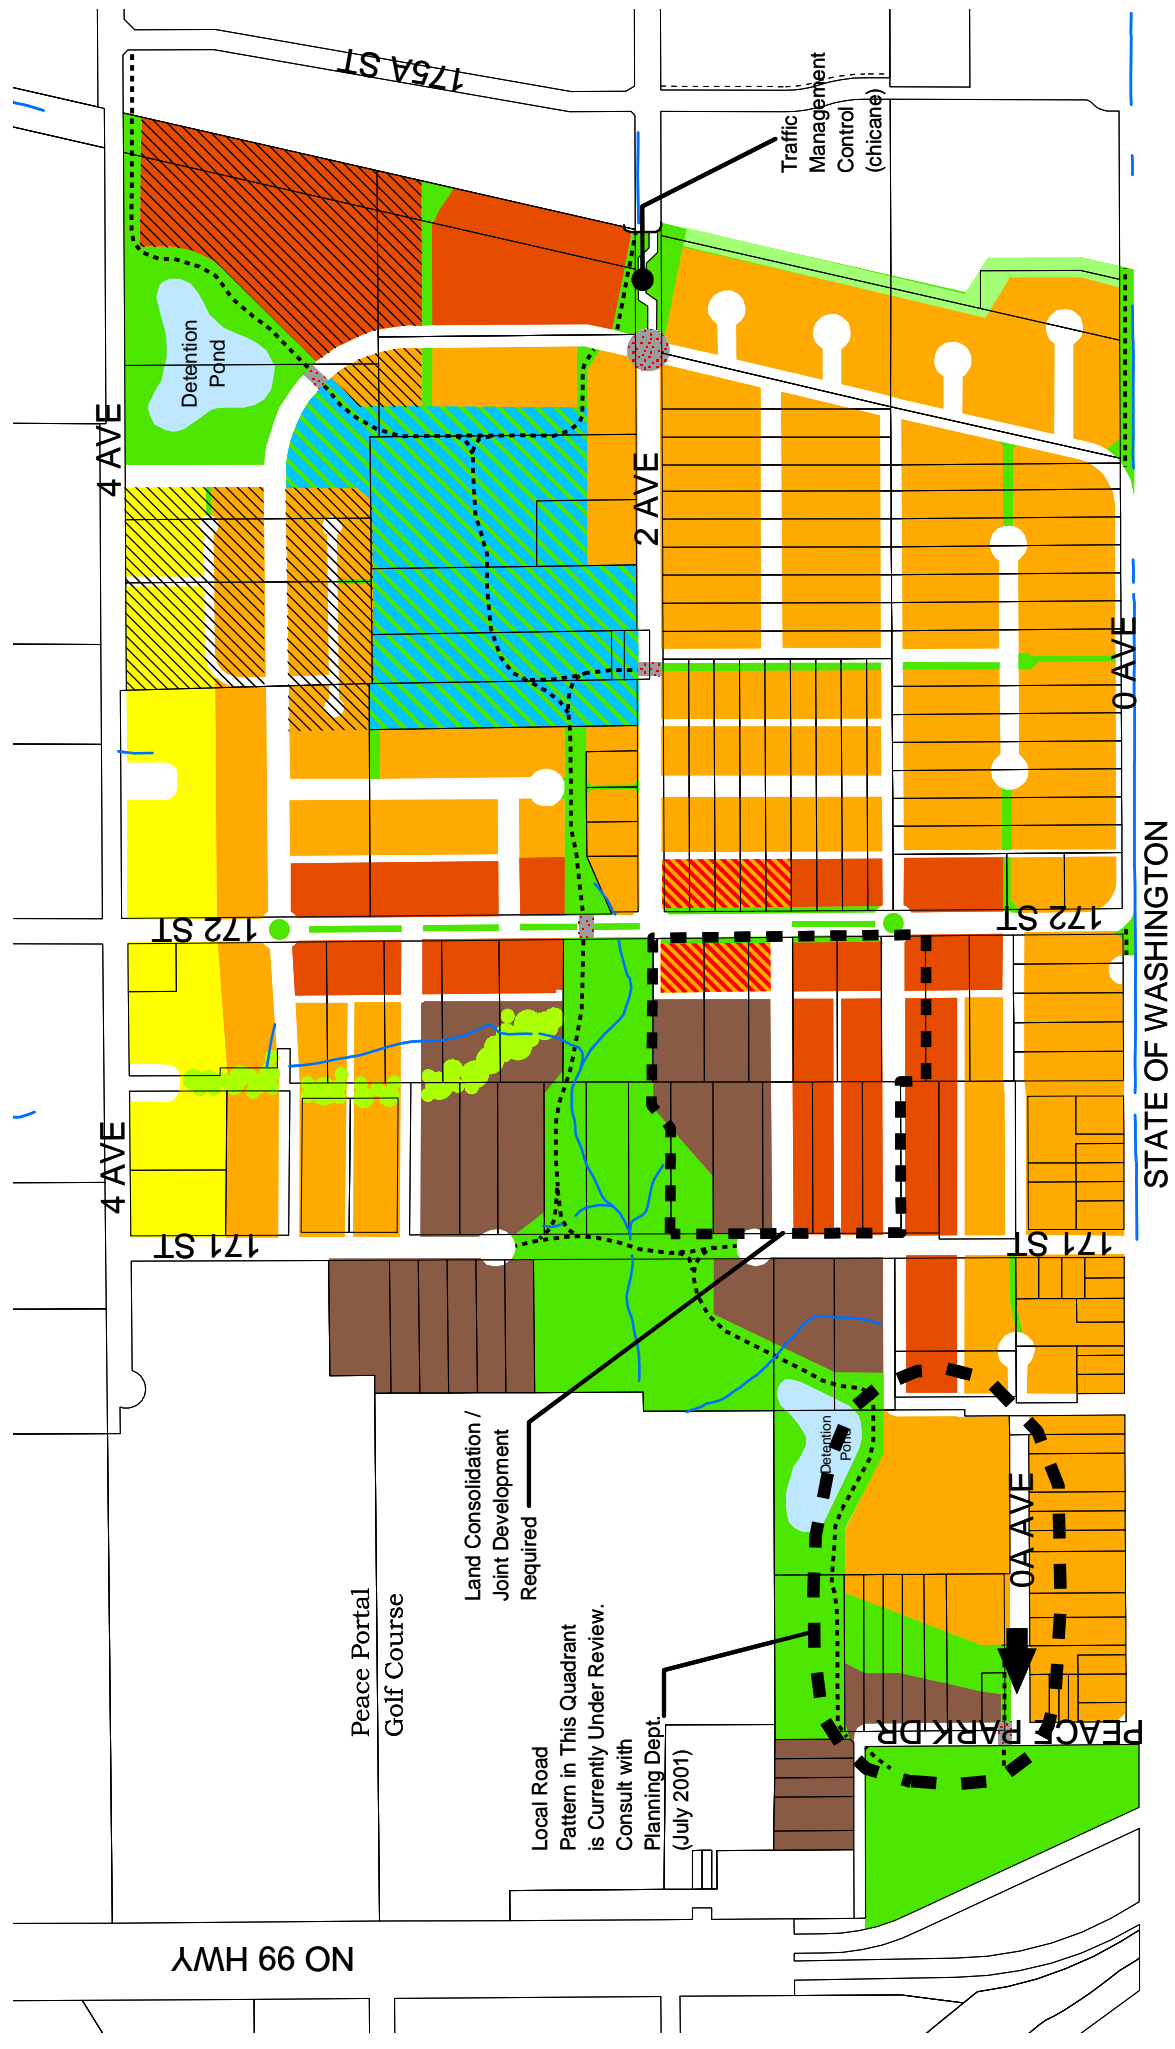 175A ST
Traffic
Management
Control
(chicane)
Detention
Pond
4 AVE
2 AVE
0 AVE
172 ST
172 ST
STATE OF WASHINGTON
4 AVE
171 ST
171 ST
Land Consolidation /
Joint Development
Required
Detention
Pond
0A AVE
Peace Portal
Golf Course
Local Road
Pattern in This Quadrant
is Currently Under Review.
Consult with
Planning Dept.
(July 2001)
PEACE PARK DR
NO 99 HWY